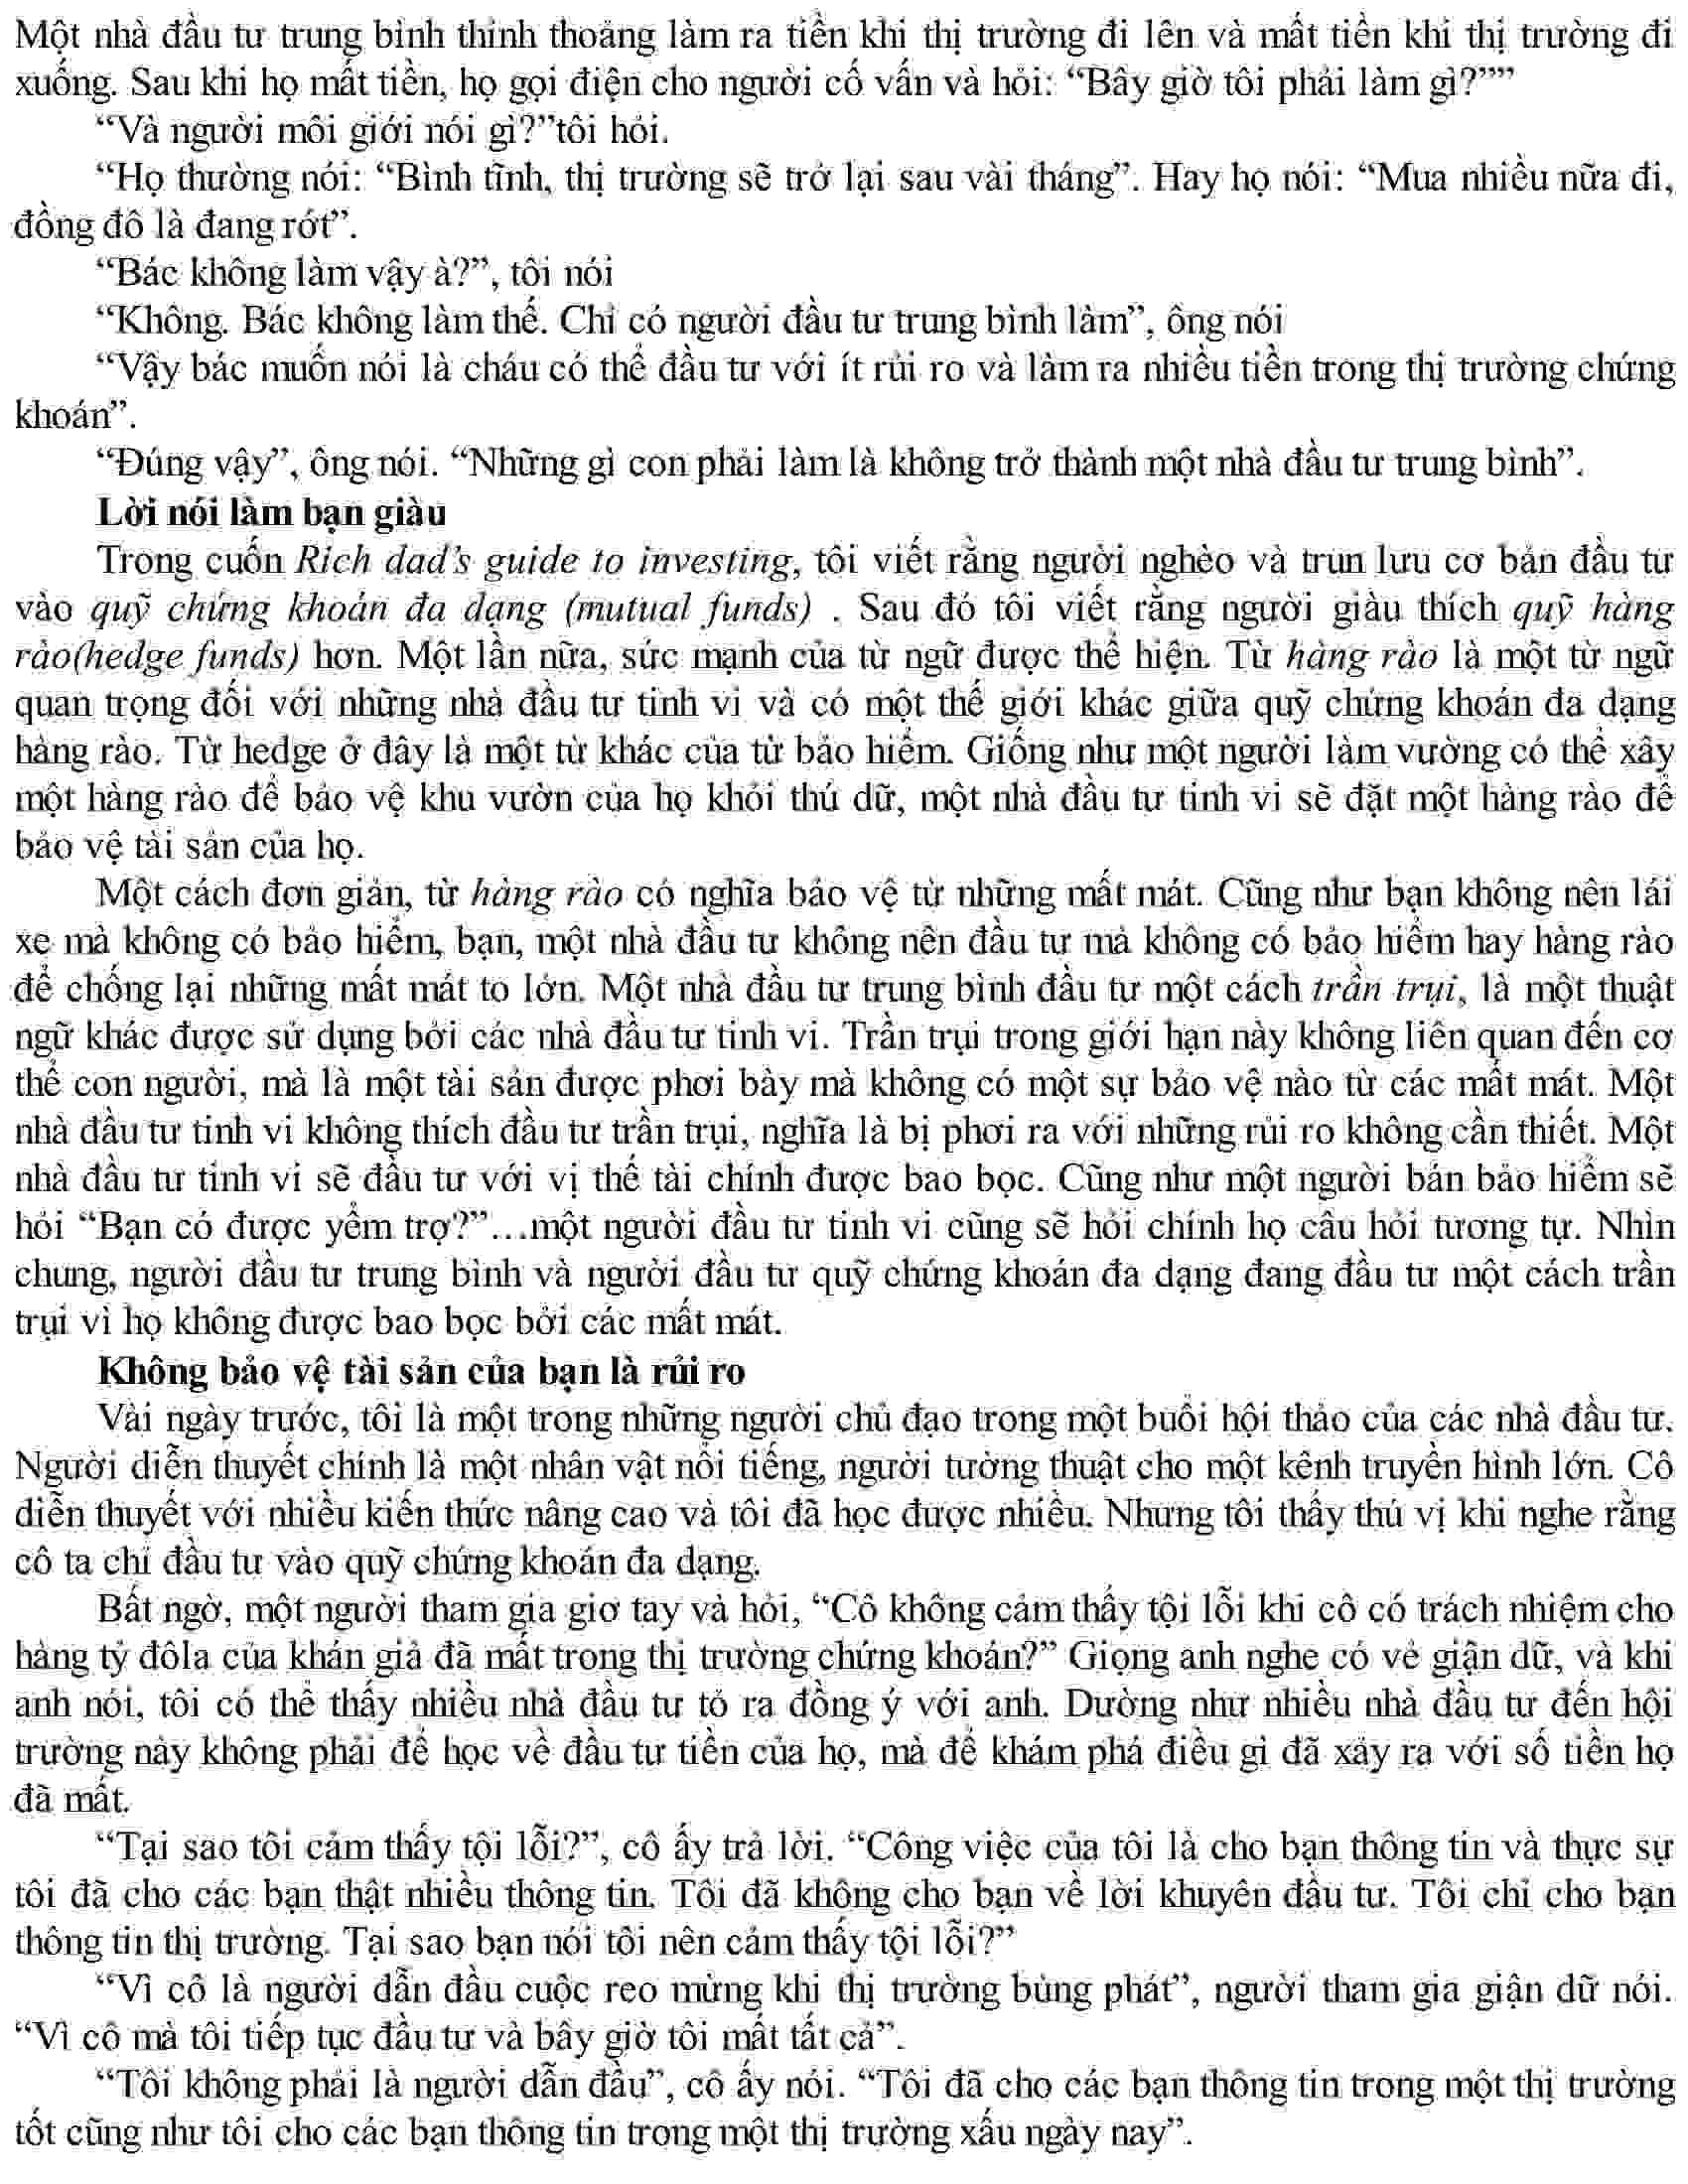 Một nhà đầu tư trung bình thỉnh thoảng làm ra tiền khi thị trường đi lên và mất tiền khi thị trường đi
xuống. Sau khi họ mất tiền, họ gọi điện cho người cố vấn và hỏi: “Bây giờ tôi phải làm gì?””
“Và người môi giới nói gì?”tôi hỏi.
“Họ thường nói: “Bình tĩnh, thị trường sẽ trở lại sau vài tháng”. Hay họ nói: “Mua nhiều nữa đi,
đồng đô là đang rớt”.
“Bác không làm vậy à?”, tôi nói
“Không. Bác không làm thế. Chỉ có người đầu tư trung bình làm”, ông nói
“Vậy bác muốn nói là cháu có thể đầu tư với ít rủi ro và làm ra nhiều tiền trong thị trường chứng
khoán”.
“Đúng vậy”, ông nói. “Những gì con phải làm là không trở thành một nhà đầu tư trung bình”.
Lời nói làm bạn giàu
Trong cuốn Rich dad’s guide to investing, tôi viết rằng người nghèo và trun lưu cơ bản đầu tư
vào quỹ chứng khoán đa dạng (mutual funds) . Sau đó tôi viết rằng người giàu thích quỹ hàng
rào(hedge funds) hơn. Một lần nữa, sức mạnh của từ ngữ được thể hiện. Từ hàng rào là một từ ngữ
quan trọng đối với những nhà đầu tư tinh vi và có một thế giới khác giữa quỹ chứng khoán đa dạng
hàng rào. Từ hedge ở đây là một từ khác của từ bảo hiểm. Giống như một người làm vường có thể xây
một hàng rào để bảo vệ khu vườn của họ khỏi thú dữ, một nhà đầu tư tinh vi sẽ đặt một hàng rào để
bảo vệ tài sản của họ.
Một cách đơn giản, từ hàng rào có nghĩa bảo vệ từ những mất mát. Cũng như bạn không nên lái
xe mà không có bảo hiểm, bạn, một nhà đầu tư không nên đầu tư mà không có bảo hiểm hay hàng rào
để chống lại những mất mát to lớn. Một nhà đầu tư trung bình đầu tư một cách trần trụi, là một thuật
ngữ khác được sử dụng bởi các nhà đầu tư tinh vi. Trần trụi trong giới hạn này không liên quan đến cơ
thể con người, mà là một tài sản được phơi bày mà không có một sự bảo vệ nào từ các mất mát. Một
nhà đầu tư tinh vi không thích đầu tư trần trụi, nghĩa là bị phơi ra với những rủi ro không cần thiết. Một
nhà đầu tư tinh vi sẽ đầu tư với vị thế tài chính được bao bọc. Cũng như một người bán bảo hiểm sẽ
hỏi “Bạn có được yểm trợ?”…một người đầu tư tinh vi cũng sẽ hỏi chính họ câu hỏi tương tự. Nhìn
chung, người đầu tư trung bình và người đầu tư quỹ chứng khoán đa dạng đang đầu tư một cách trần
trụi vì họ không được bao bọc bởi các mất mát.
Không bảo vệ tài sản của bạn là rủi ro
Vài ngày trước, tôi là một trong những người chủ đạo trong một buổi hội thảo của các nhà đầu tư.
Người diễn thuyết chính là một nhân vật nổi tiếng, người tường thuật cho một kênh truyền hình lớn. Cô
diễn thuyết với nhiều kiến thức nâng cao và tôi đã học được nhiều. Nhưng tôi thấy thú vị khi nghe rằng
cô ta chỉ đầu tư vào quỹ chứng khoán đa dạng.
Bất ngờ, một người tham gia giơ tay và hỏi, “Cô không cảm thấy tội lỗi khi cô có trách nhiệm cho
hàng tỷ đôla của khán giả đã mất trong thị trường chứng khoán?” Giọng anh nghe có vẻ giận dữ, và khi
anh nói, tôi có thể thấy nhiều nhà đầu tư tỏ ra đồng ý với anh. Dường như nhiều nhà đầu tư đến hội
trường này không phải để học về đầu tư tiền của họ, mà để khám phá điều gì đã xảy ra với số tiền họ
đã mất.
“Tại sao tôi cảm thấy tội lỗi?”, cô ấy trả lời. “Công việc của tôi là cho bạn thông tin và thực sự
tôi đã cho các bạn thật nhiều thông tin. Tôi đã không cho bạn về lời khuyên đầu tư. Tôi chỉ cho bạn
thông tin thị trường. Tại sao bạn nói tôi nên cảm thấy tội lỗi?”
“Vì cô là người dẫn đầu cuộc reo mừng khi thị trường bùng phát”, người tham gia giận dữ nói.
“Vì cô mà tôi tiếp tục đầu tư và bây giờ tôi mất tất cả”.
“Tôi không phải là người dẫn đầu”, cô ấy nói. “Tôi đã cho các bạn thông tin trong một thị trường
tốt cũng như tôi cho các bạn thông tin trong một thị trường xấu ngày nay”.